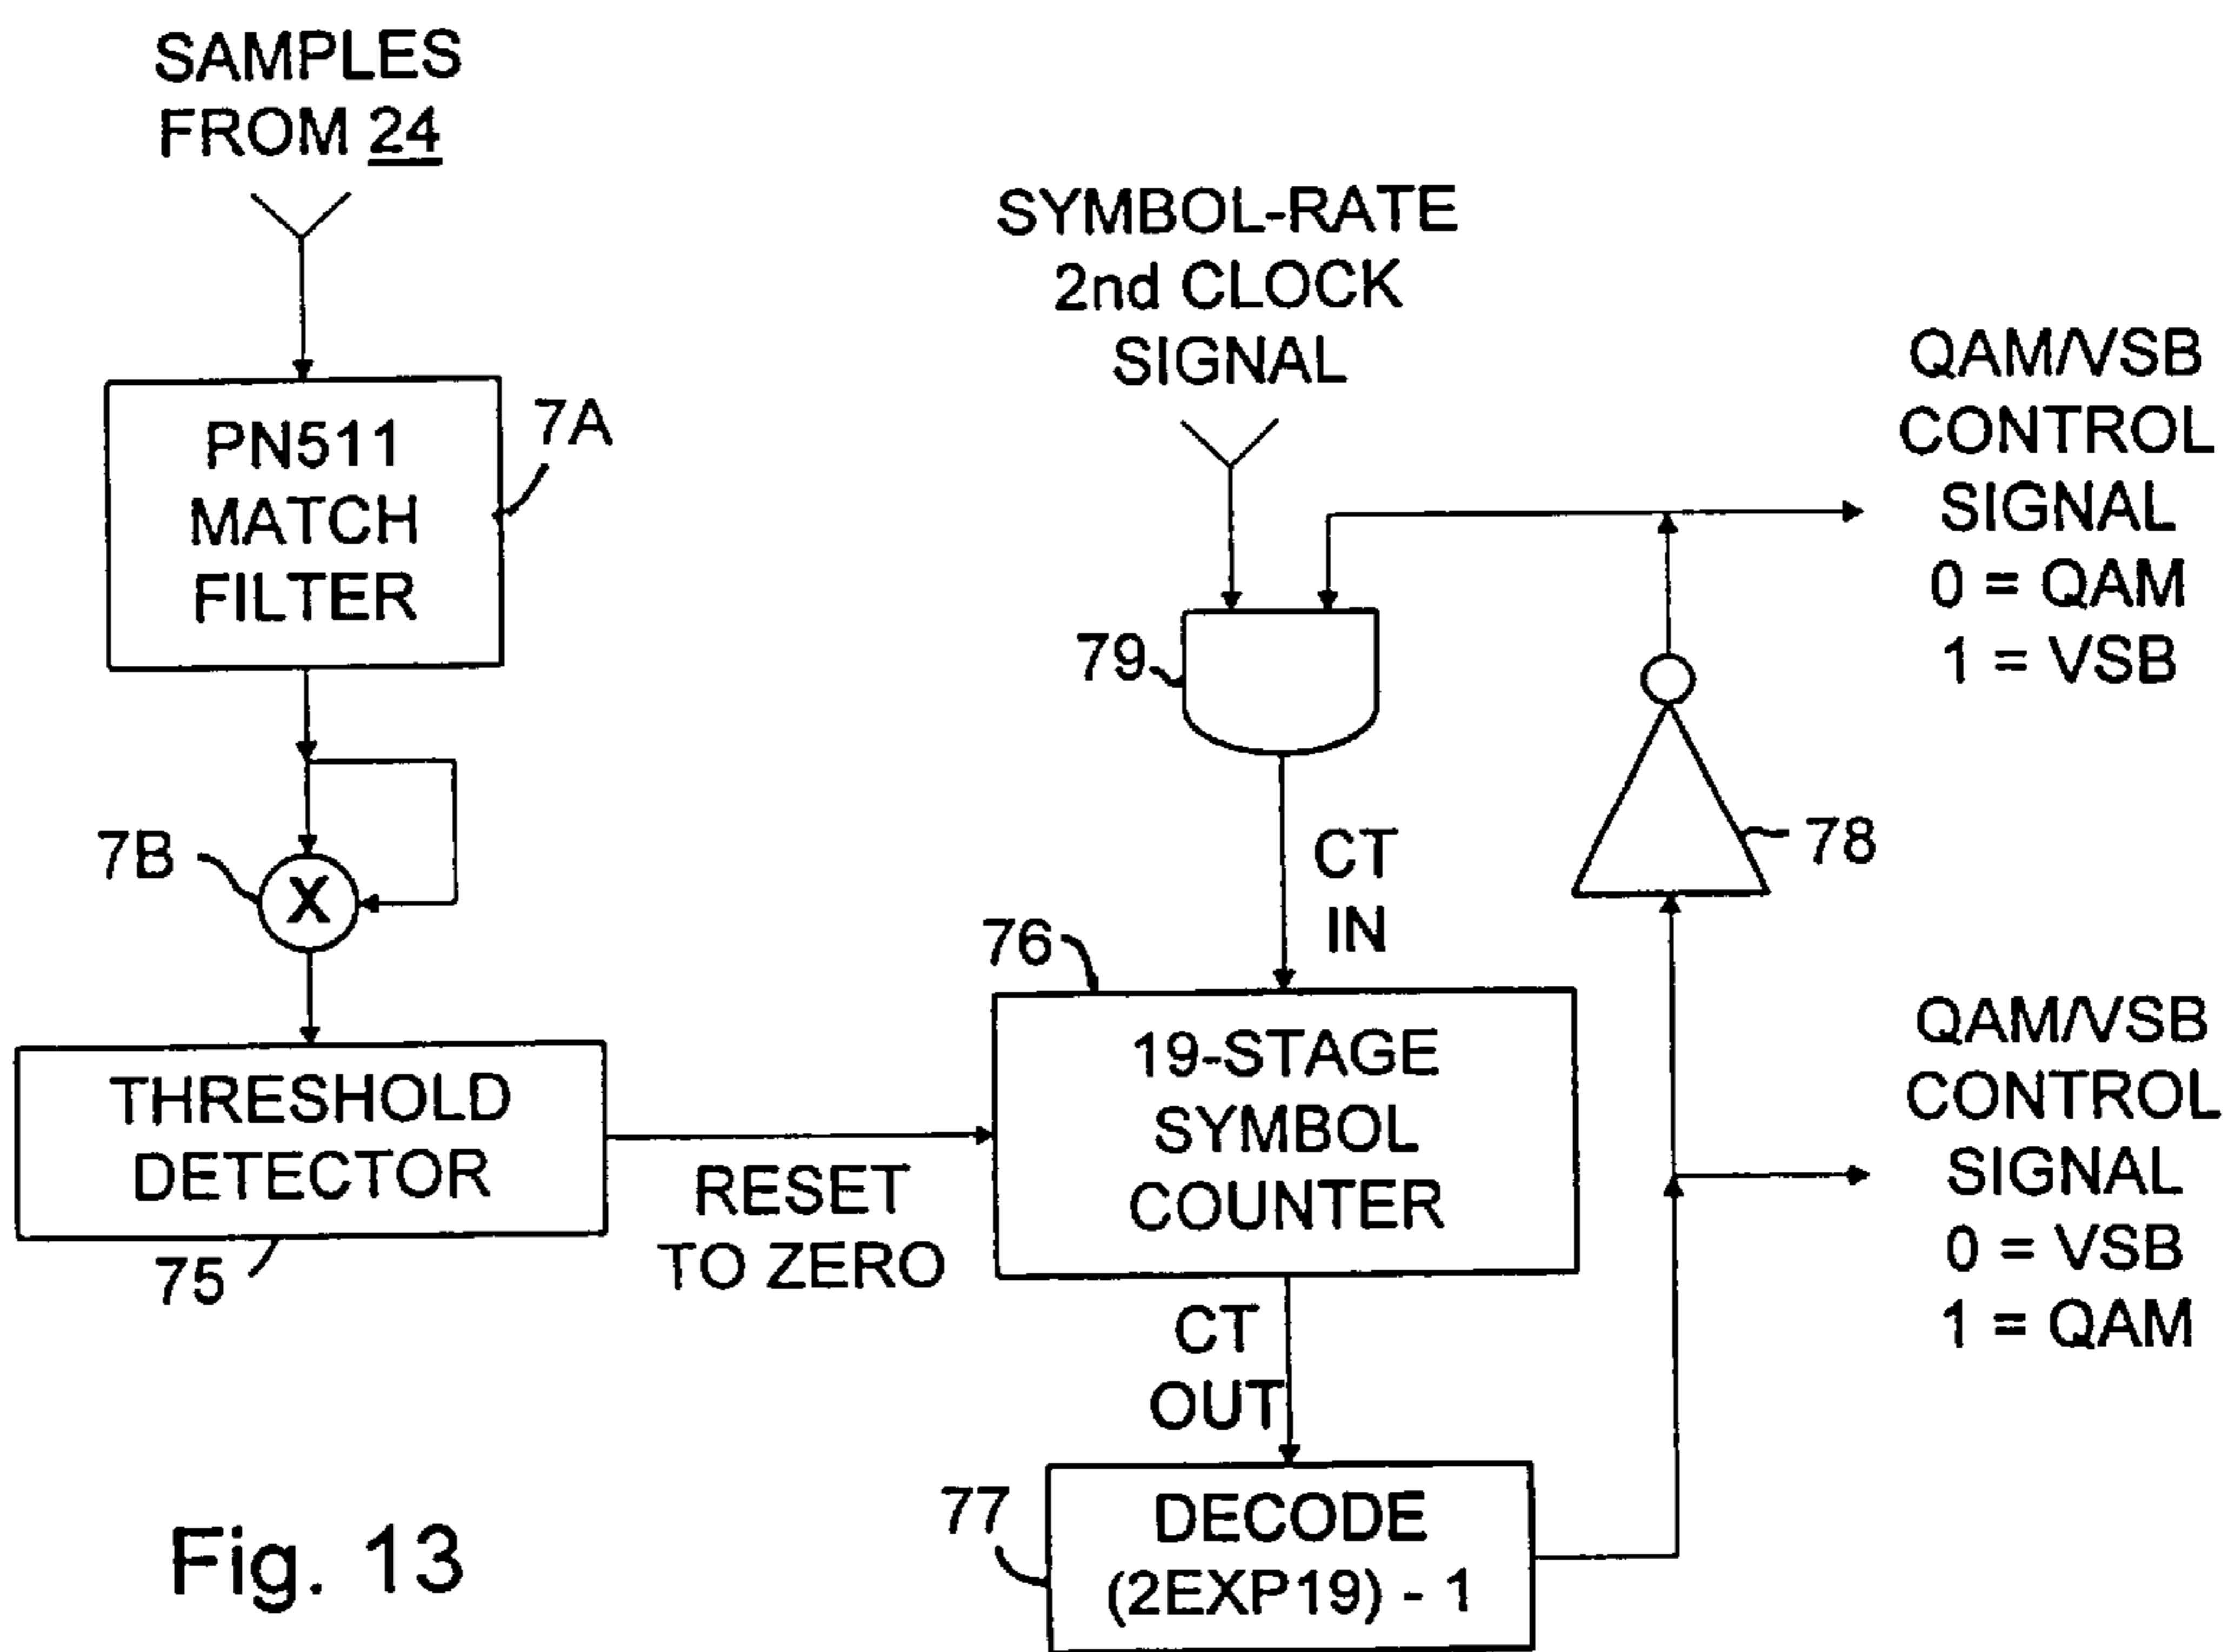 SAMPLES
FROM 24
PN511
MATCH
FILTER
7A
7B
X
THRESHOLD
DETECTOR
75
RESET
TO ZERO
SYMBOL-RATE
2nd CLOCK
SIGNAL
79
CT
IN
76
19-STAGE
SYMBOL
COUNTER
CT
OUT
77
DECODE
(2EXP19) - 1
78
QAM/VSB
CONTROL
SIGNAL
0 = QAM
1 = VSB
QAM/VSB
CONTROL
SIGNAL
0 = VSB
1 = QAM
Fig. 13